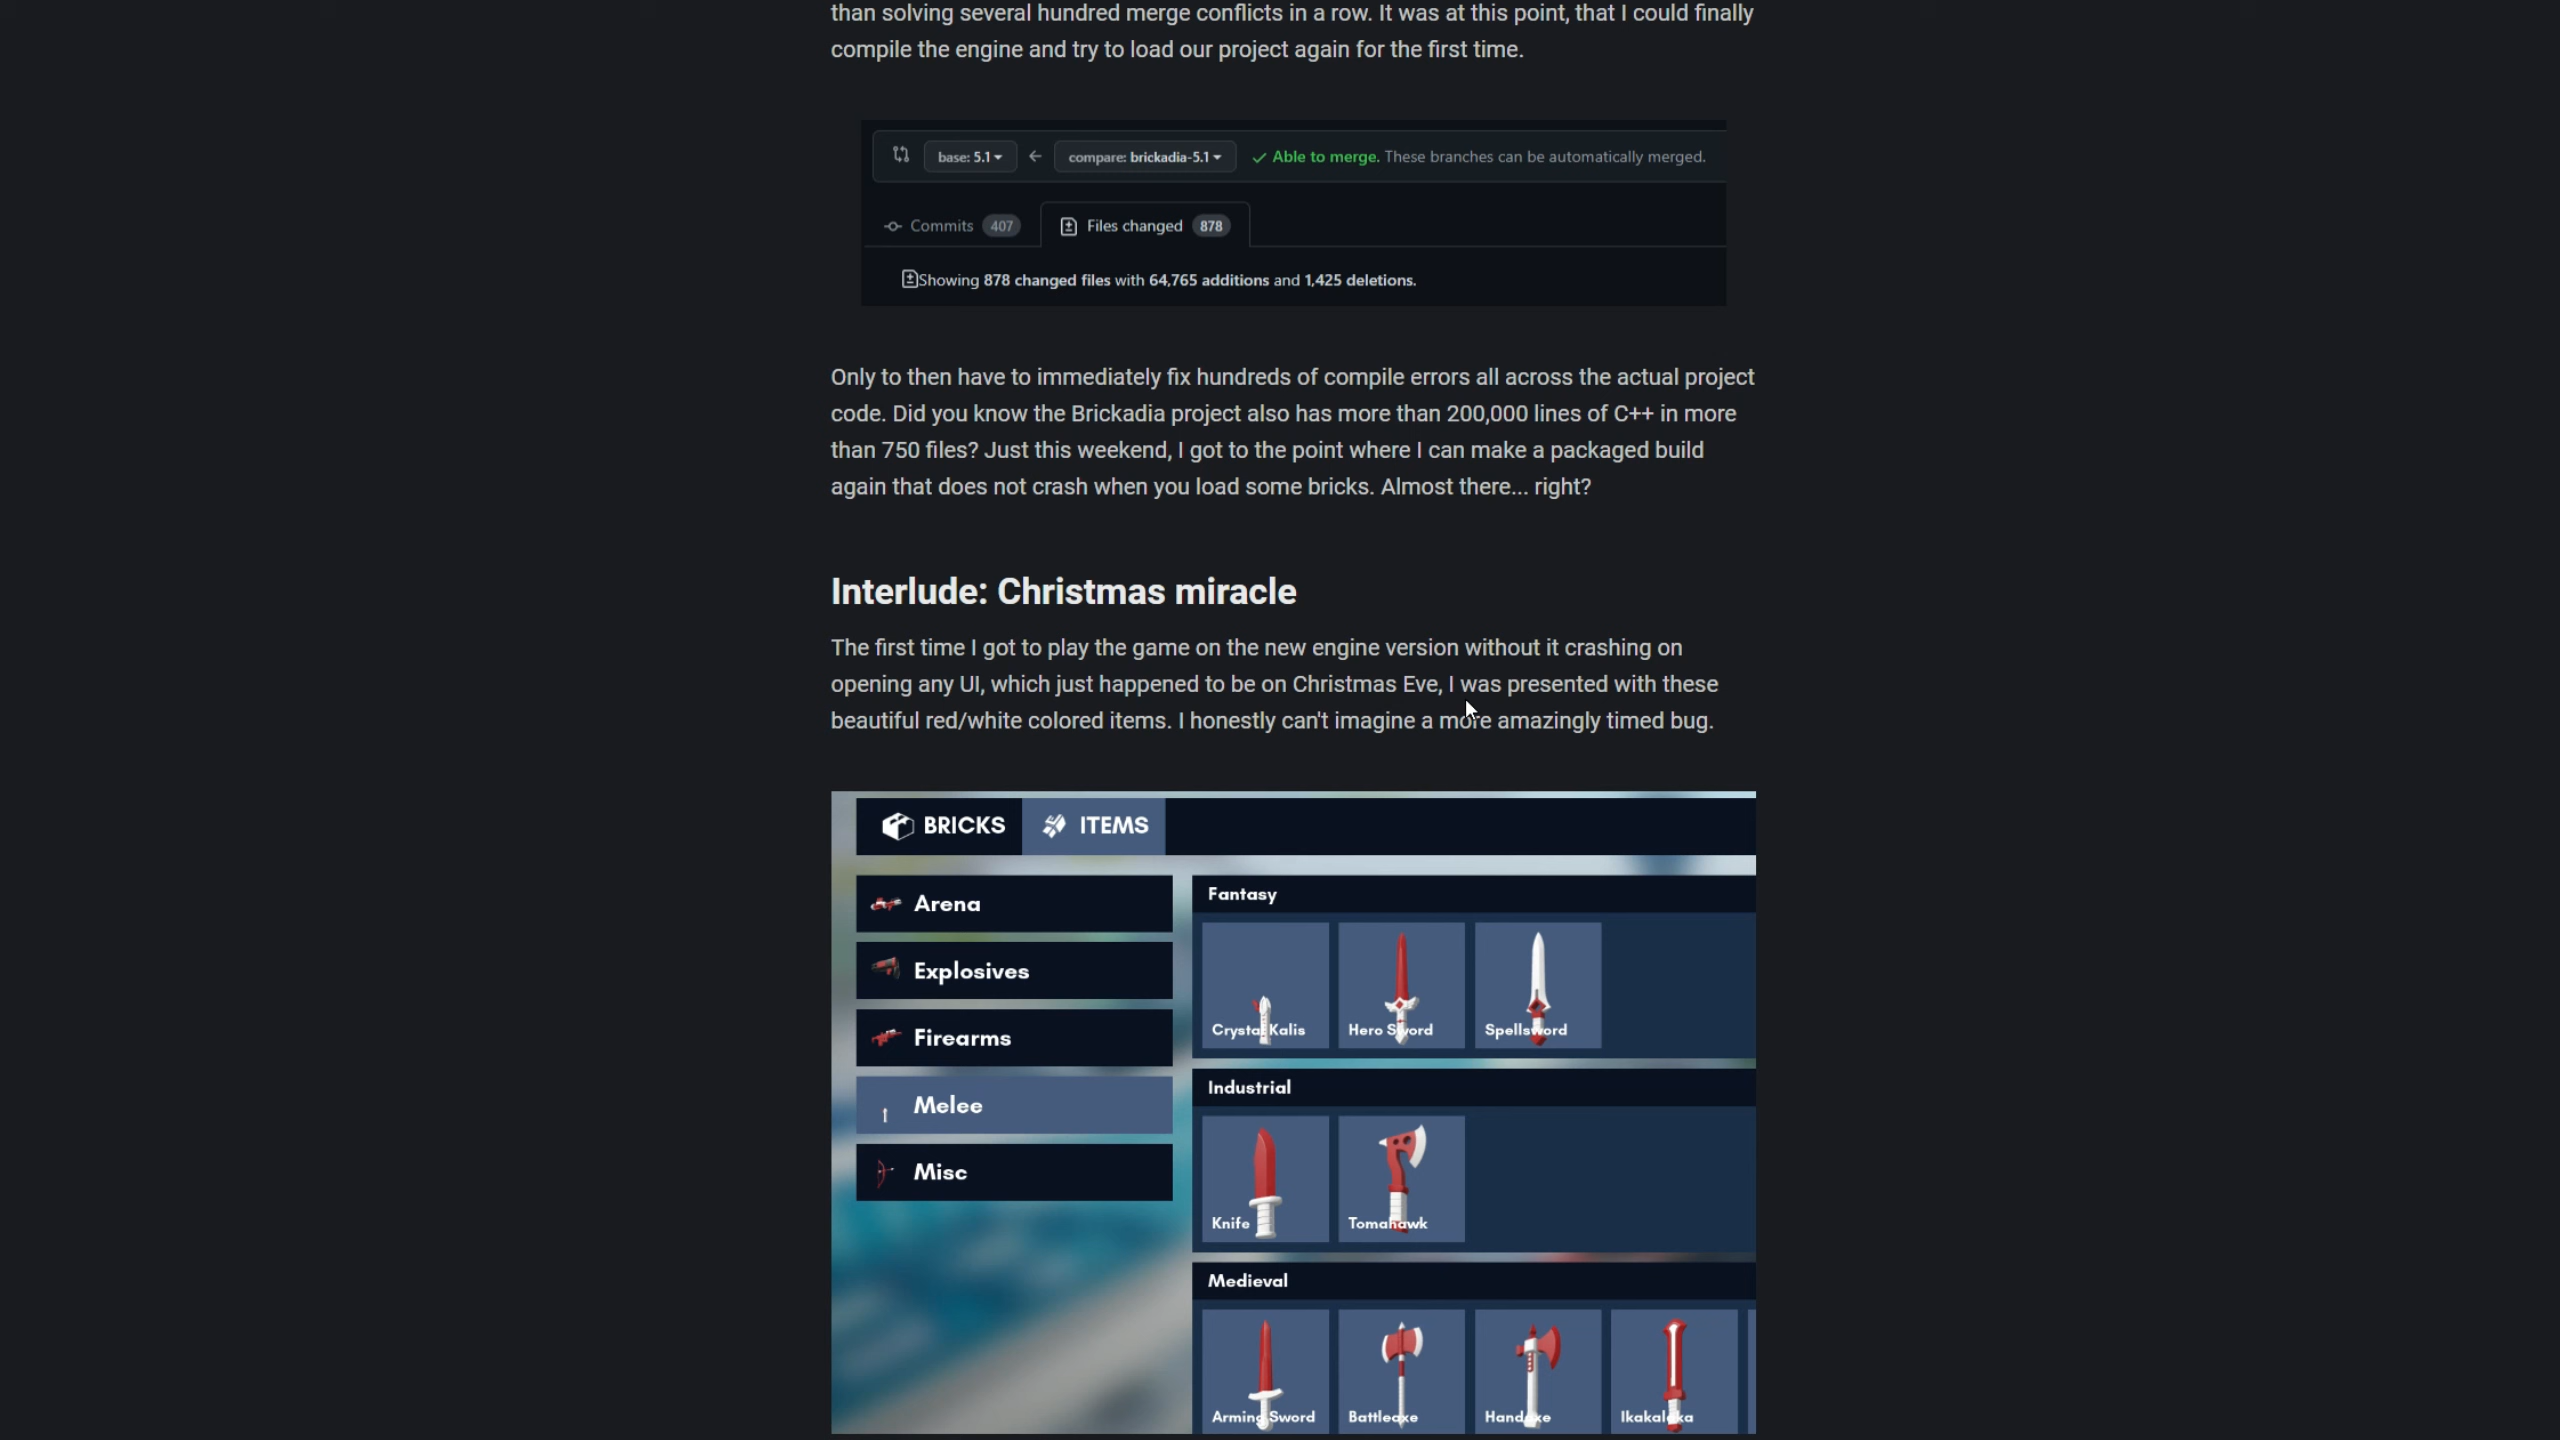 than solving several hundred merge conflicts in a row. It was at this point, that I could finally
compile the engine and try to load our project again for the first time.
base: 5.1 compare: brickadia-5.1 Able to merge. These branches can be automatically merged.
Commits 407 Files changed 878
Showing 878 changed files with 64,765 additions and 1,425 deletions.
Only to then have to immediately fix hundreds of compile errors all across the actual project
code. Did you know the Brickadia project also has more than 200,000 lines of C++ in more
than 750 files? Just this weekend, I got to the point where I can make a packaged build
again that does not crash when you load some bricks. Almost there... right?
Interlude: Christmas miracle
The first time I got to play the game on the new engine version without it crashing on
opening any UI, which just happened to be on Christmas Eve, I was presented with these
beautiful red/white colored items. I honestly can't imagine a more amazingly timed bug.
BRICKS ITEMS
Arena
Explosives
Firearms
Melee
Misc
Fantasy
Crystal Kalis Hero Sword Spellsword
Industrial
Knife Tomahawk
Medieval
Arming Sword Battleaxe Handaxe Ikakalaka